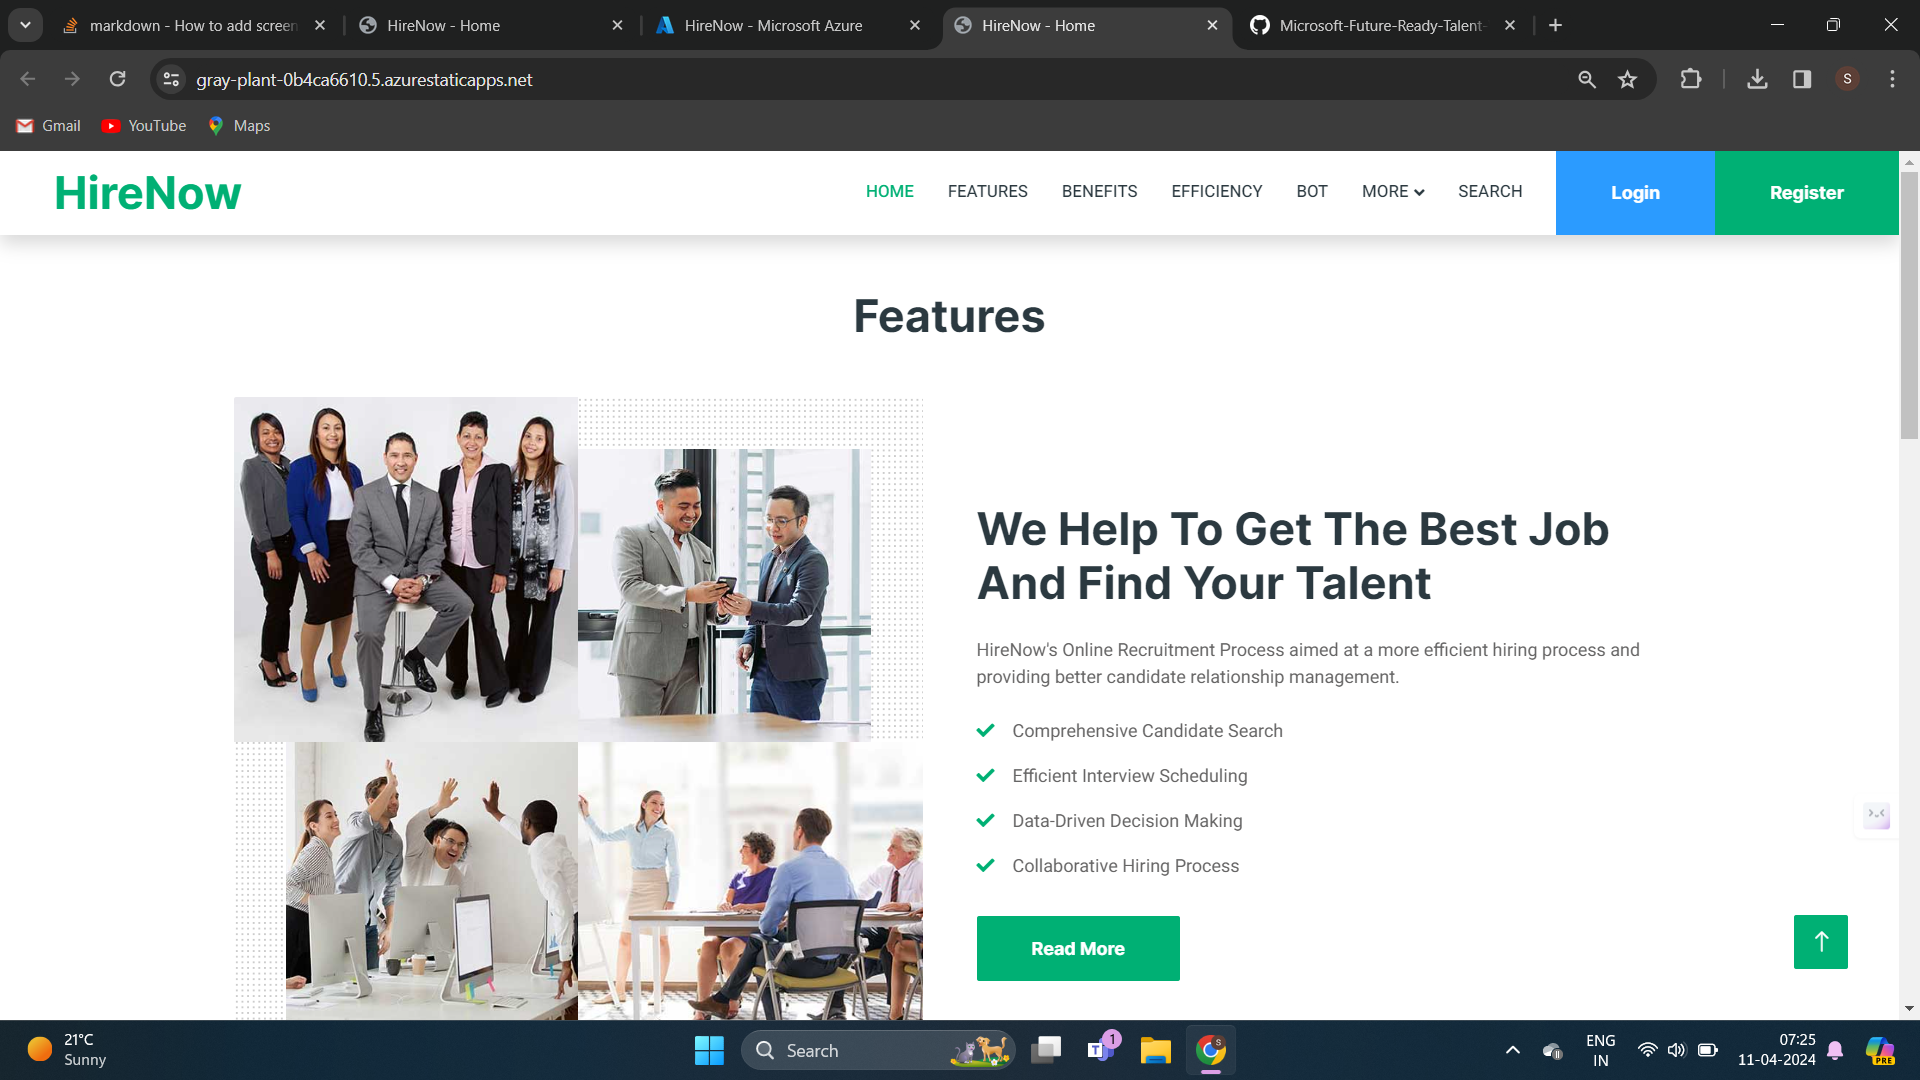 markdown - How to add screen
HireNow - Home
HireNow - Microsoft Azure
HireNow - Home
Microsoft-Future-Ready-Talent-
gray-plant-0b4ca6610.5.azurestaticapps.net
S
Gmail
YouTube
Maps
HireNow
HOME
FEATURES
BENEFITS
EFFICIENCY
BOT
MORE
SEARCH
Login
Register
Features
We Help To Get The Best Job
And Find Your Talent
HireNow's Online Recruitment Process aimed at a more efficient hiring process and
providing better candidate relationship management.
Comprehensive Candidate Search
Efficient Interview Scheduling
Data-Driven Decision Making
Collaborative Hiring Process
Read More
21°C
Sunny
Search
T
1
S
ENG
IN
07:25
11-04-2024
PRE